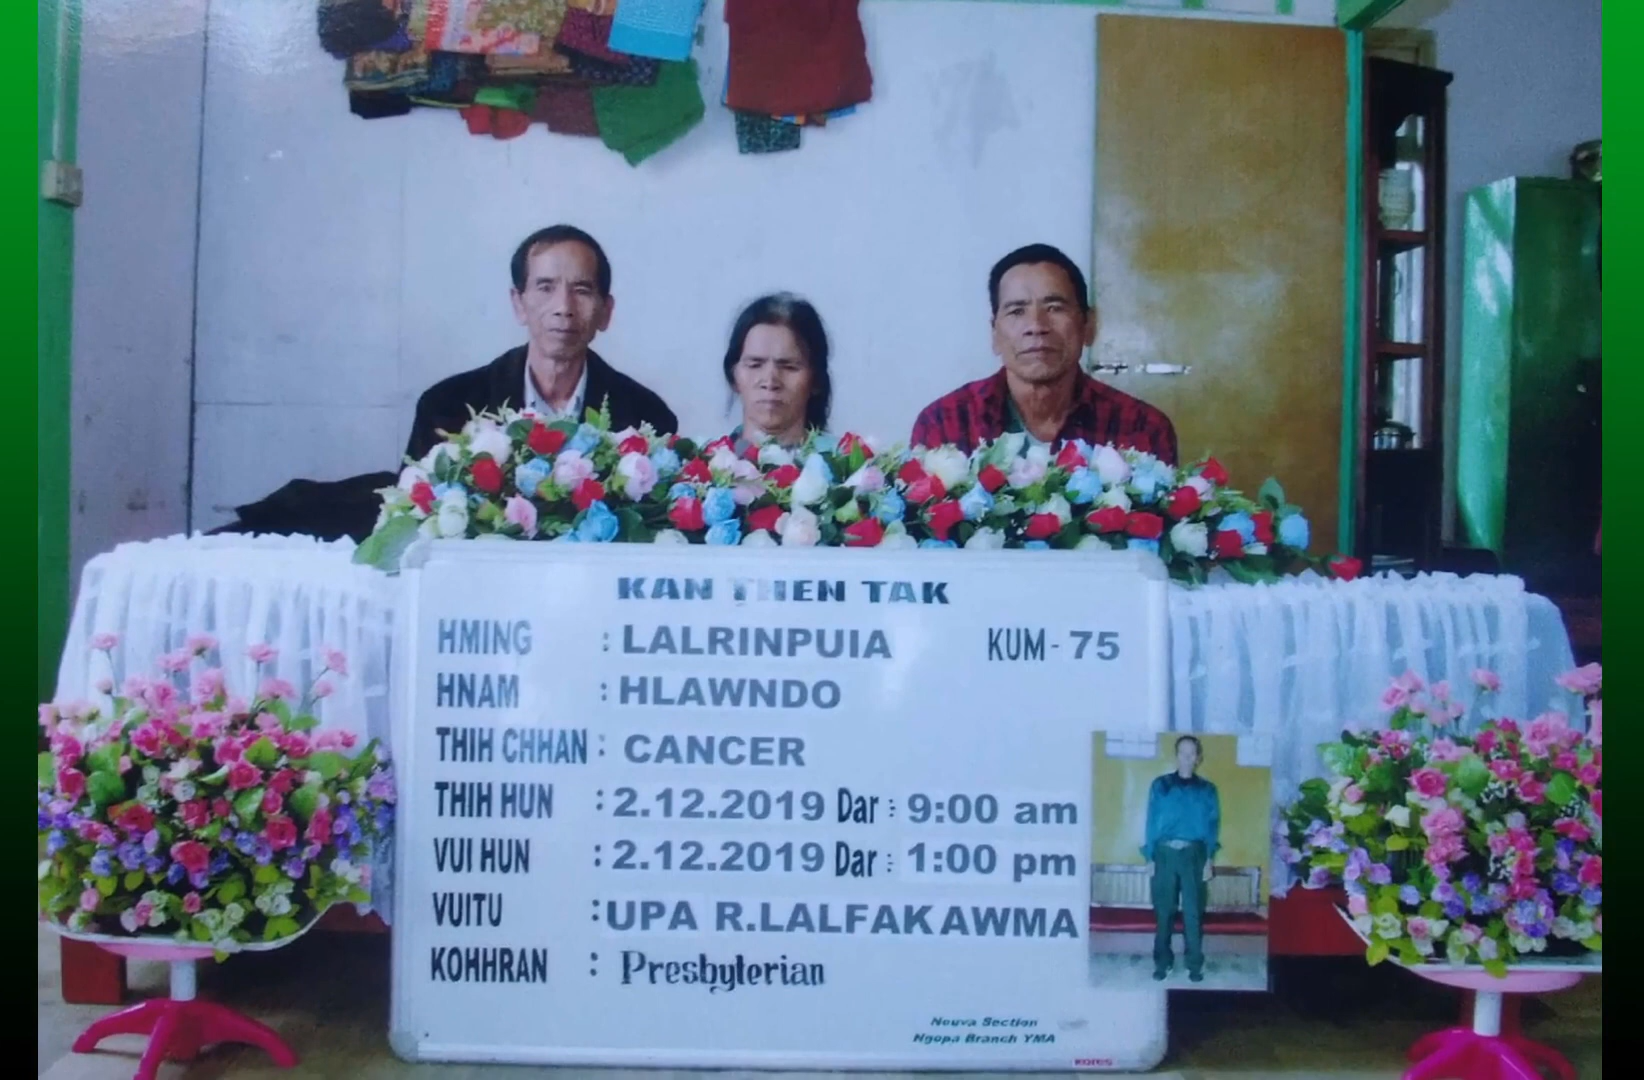 KAN THEN TAK
HMING : LALRINPUIA KUM - 75
HNAM : HLAWNDO
THIH CHHAN : CANCER
THIH HUN : 2.12.2019 Dar : 9:00 am
VUI HUN : 2.12.2019 Dar : 1:00 pm
VUITU : UPA R.LALFAKAWMA
KOHHRAN : Presbyterian
Nouva Section
Ngopa Branch YMA
KORES